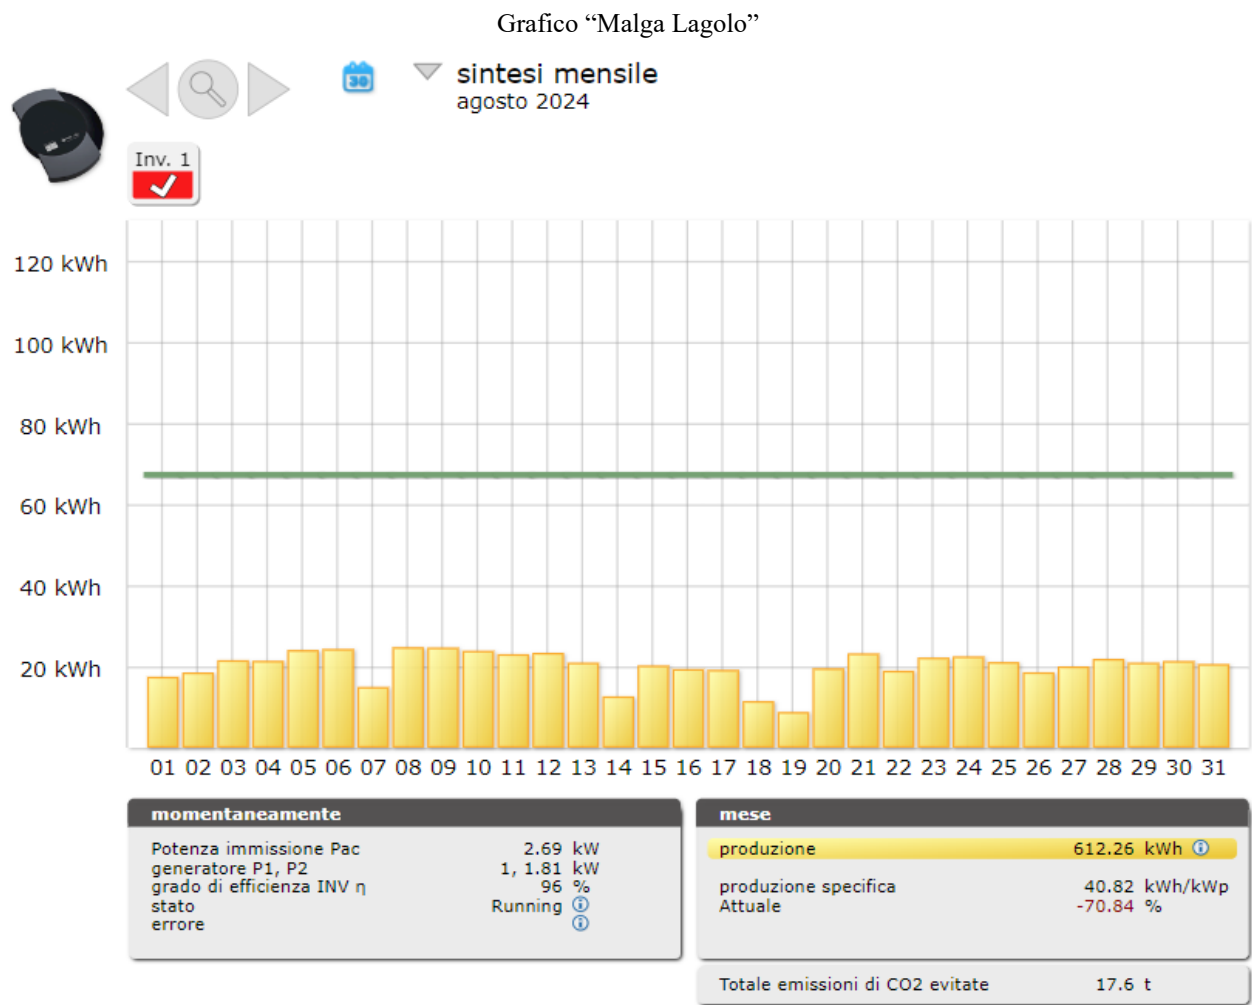 Grafico “Malga Lagolo”
30
sintesi mensile
agosto 2024
Inv. 1
120 kWh
100 kWh
80 kWh
60 kWh
40 kWh
20 kWh
01 02 03 04 05 06 07 08 09 10 11 12 13 14 15 16 17 18 19 20 21 22 23 24 25 26 27 28 29 30 31
momentaneamente
Potenza immissione Pac 2.69 kW
generatore P1, P2 1, 1.81 kW
grado di efficienza INV η 96 %
stato Running
errore
mese
produzione 612.26 kWh
produzione specifica 40.82 kWh/kWp
Attuale -70.84 %
Totale emissioni di CO2 evitate 17.6 t